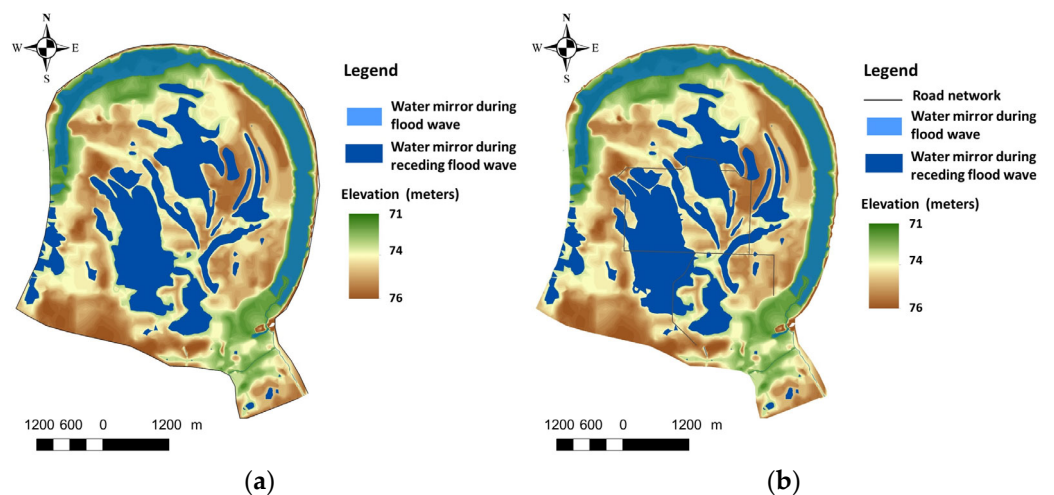 N
W E
S
Legend
Water mirror during
flood wave
Water mirror during
receding flood wave
Elevation (meters)
71
74
76
1200 600 0 1200 m
(a)
N
W E
S
Legend
Road network
Water mirror during
flood wave
Water mirror during
receding flood wave
Elevation (meters)
71
74
76
1200 600 0 1200 m
(b)